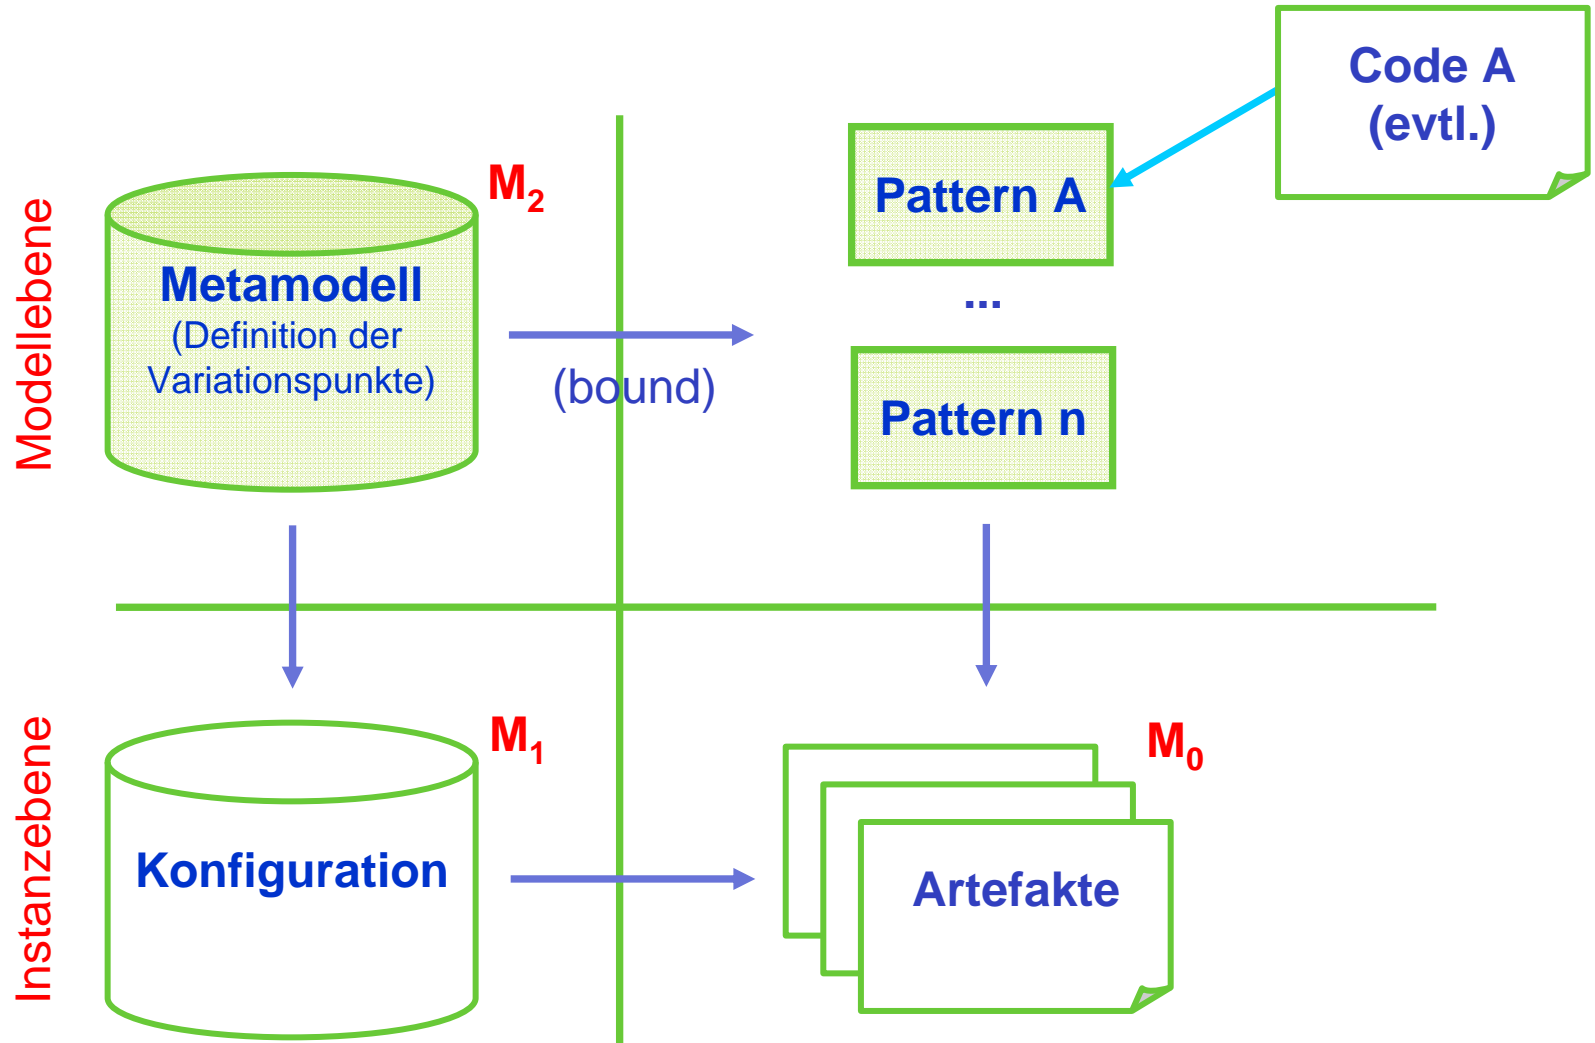 Modellebene
M2
Metamodell
(Definition der
Variationspunkte)
(bound)
Pattern A
...
Pattern n
Code A
(evtl.)
Instanzebene
M1
Konfiguration
M0
Artefakte